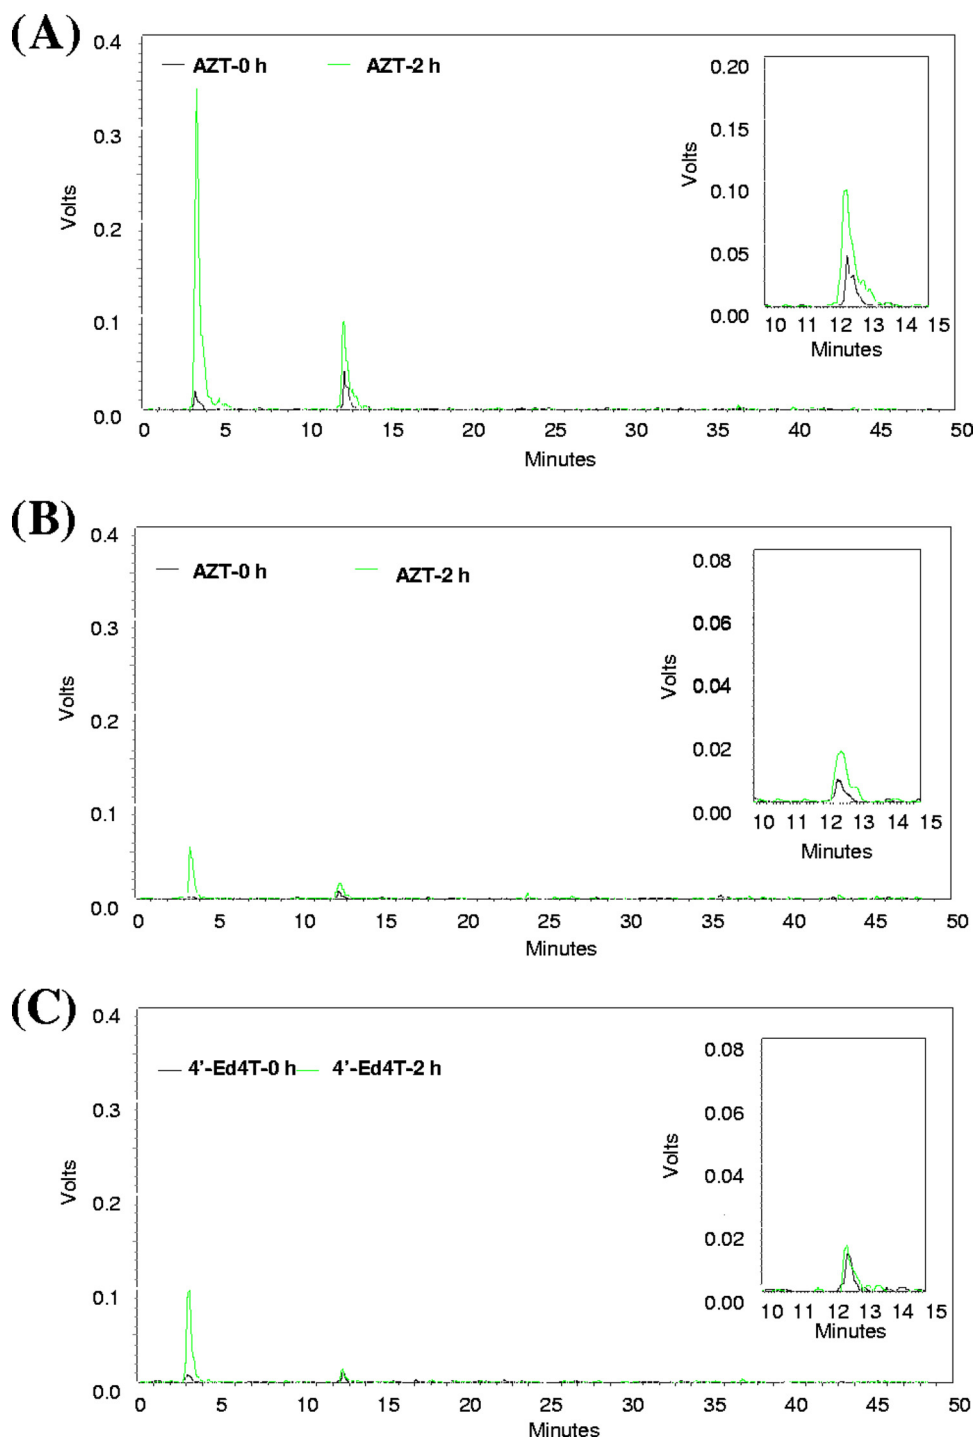 (A)
0.4
0.3
0.2
0.1
0.0
Volts
AZT-0 h AZT-2 h
0 5 10 15 20 25 30 35 40 45 50
Minutes
0.20
0.15
0.10
0.05
0.00
Volts
10 11 12 13 14 15
Minutes
(B)
0.4
0.3
0.2
0.1
0.0
Volts
AZT-0 h AZT-2 h
0 5 10 15 20 25 30 35 40 45 50
Minutes
0.08
0.06
0.04
0.02
0.00
Volts
10 11 12 13 14 15
Minutes
(C)
0.4
0.3
0.2
0.1
0.0
Volts
4’-Ed4T-0 h 4’-Ed4T-2 h
0 5 10 15 20 25 30 35 40 45 50
Minutes
0.08
0.06
0.04
0.02
0.00
Volts
10 11 12 13 14 15
Minutes